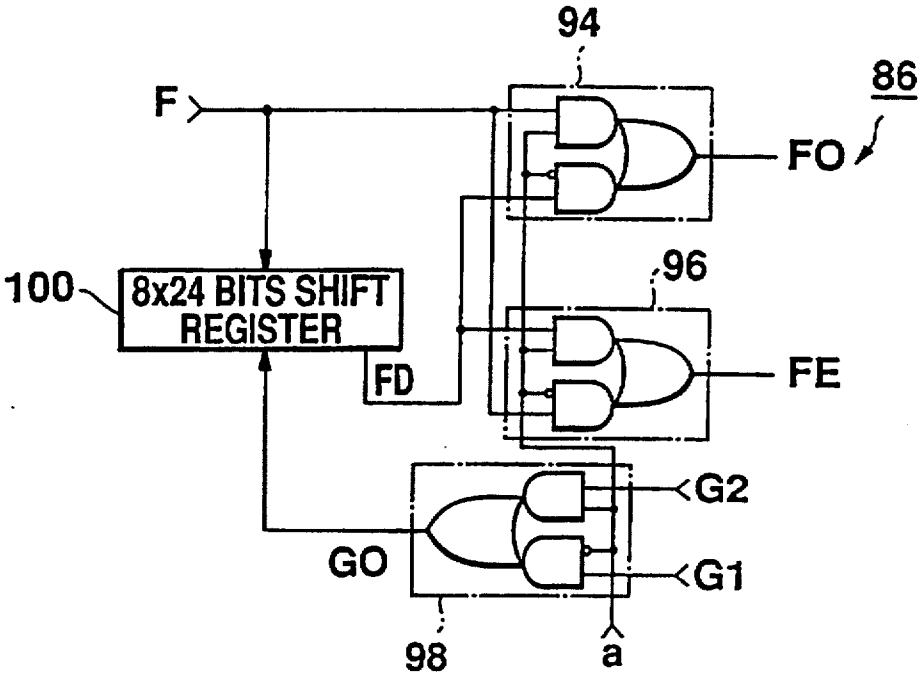 94
86
F
FO
96
100
8x24 BITS SHIFT
REGISTER
FD
FE
G2
GO
G1
98
a